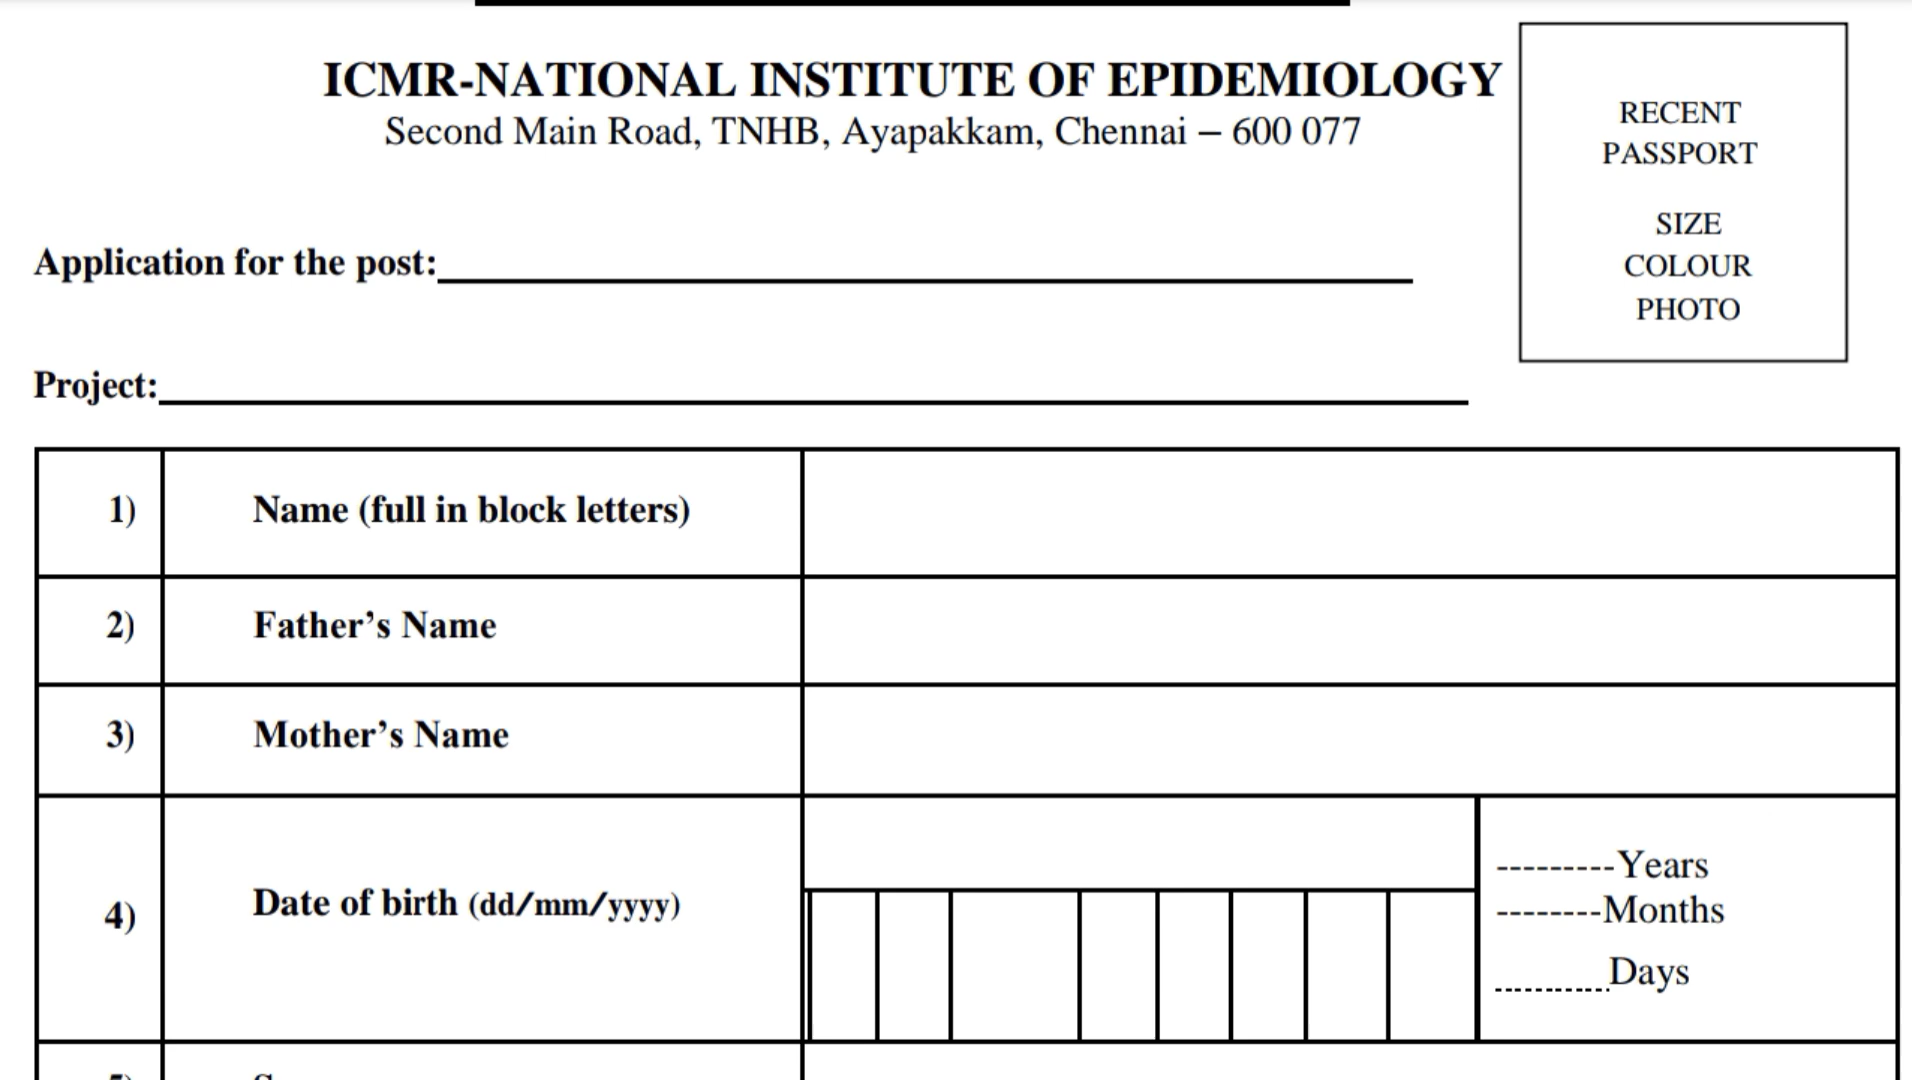 ICMR-NATIONAL INSTITUTE OF EPIDEMIOLOGY
Second Main Road, TNHB, Ayapakkam, Chennai – 600 077
RECENT
PASSPORT
SIZE
COLOUR
PHOTO
Application for the post:
Project:
1) Name (full in block letters)
2) Father’s Name
3) Mother’s Name
4) Date of birth (dd/mm/yyyy)
---------Years
--------Months
...........Days